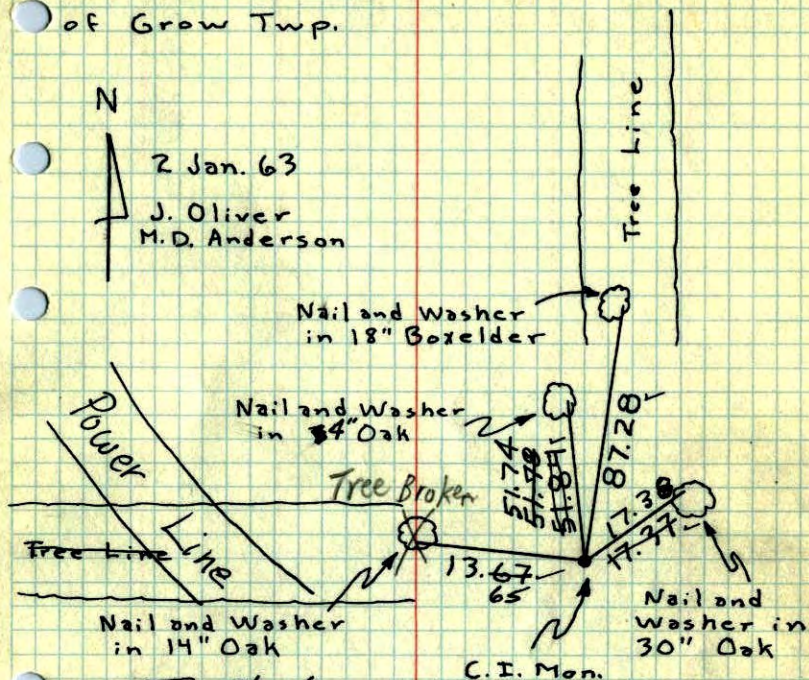 of Grow Twp.
N
2 Jan. 63
J. Oliver
M.D. Anderson
Tree Line
Nail and Washer
in 18" Boxelder
Nail and Washer
in 4" Oak
Power
Line
Tree Broken
Tree Line
51.74
51.78
51.84
87.28
17.38
17.37
13.67
65
Nail and Washer
in 14" Oak
Nail and
Washer in
30" Oak
C.I. Mon.